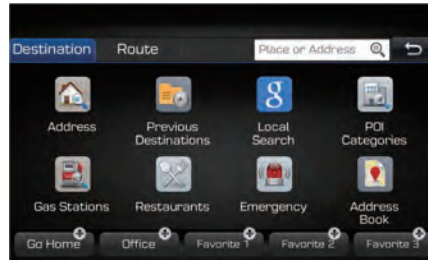 Destination
Route
Place or Address
Address
Previous
Destinations
g
Local
Search
POI
Categories
Gas Stations
Restaurants
Emergency
Address
Book
Go Home
Office
Favorite 1
Favorite 2
Favorite 3